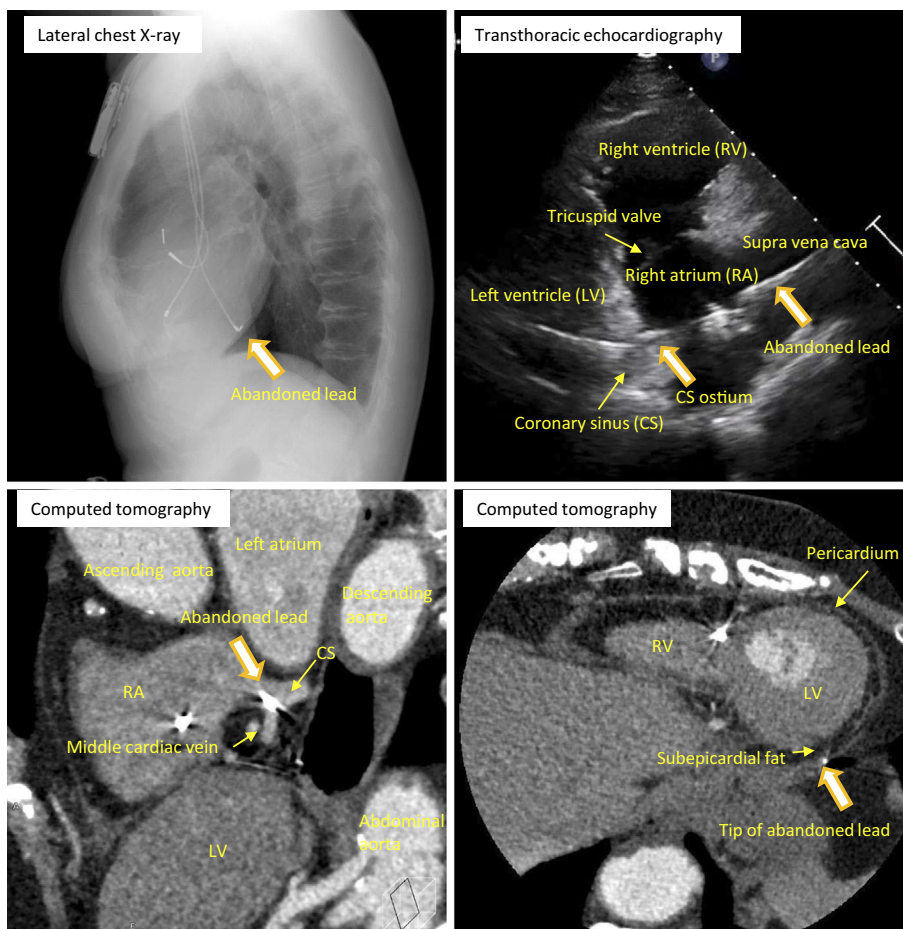 Lateral chest X-ray
Abandoned lead
Transthoracic echocardiography
P
Right ventricle (RV)
Tricuspid valve
Supra vena cava
Right atrium (RA)
Left ventricle (LV)
Abandoned lead
CS ostium
Coronary sinus (CS)
Computed tomography
Left atrium
Ascending aorta
Descending
aorta
Abandoned lead
CS
RA
Middle cardiac vein
LV
Abdominal
aorta
Computed tomography
Pericardium
RV
LV
Subepicardial fat
Tip of abandoned lead